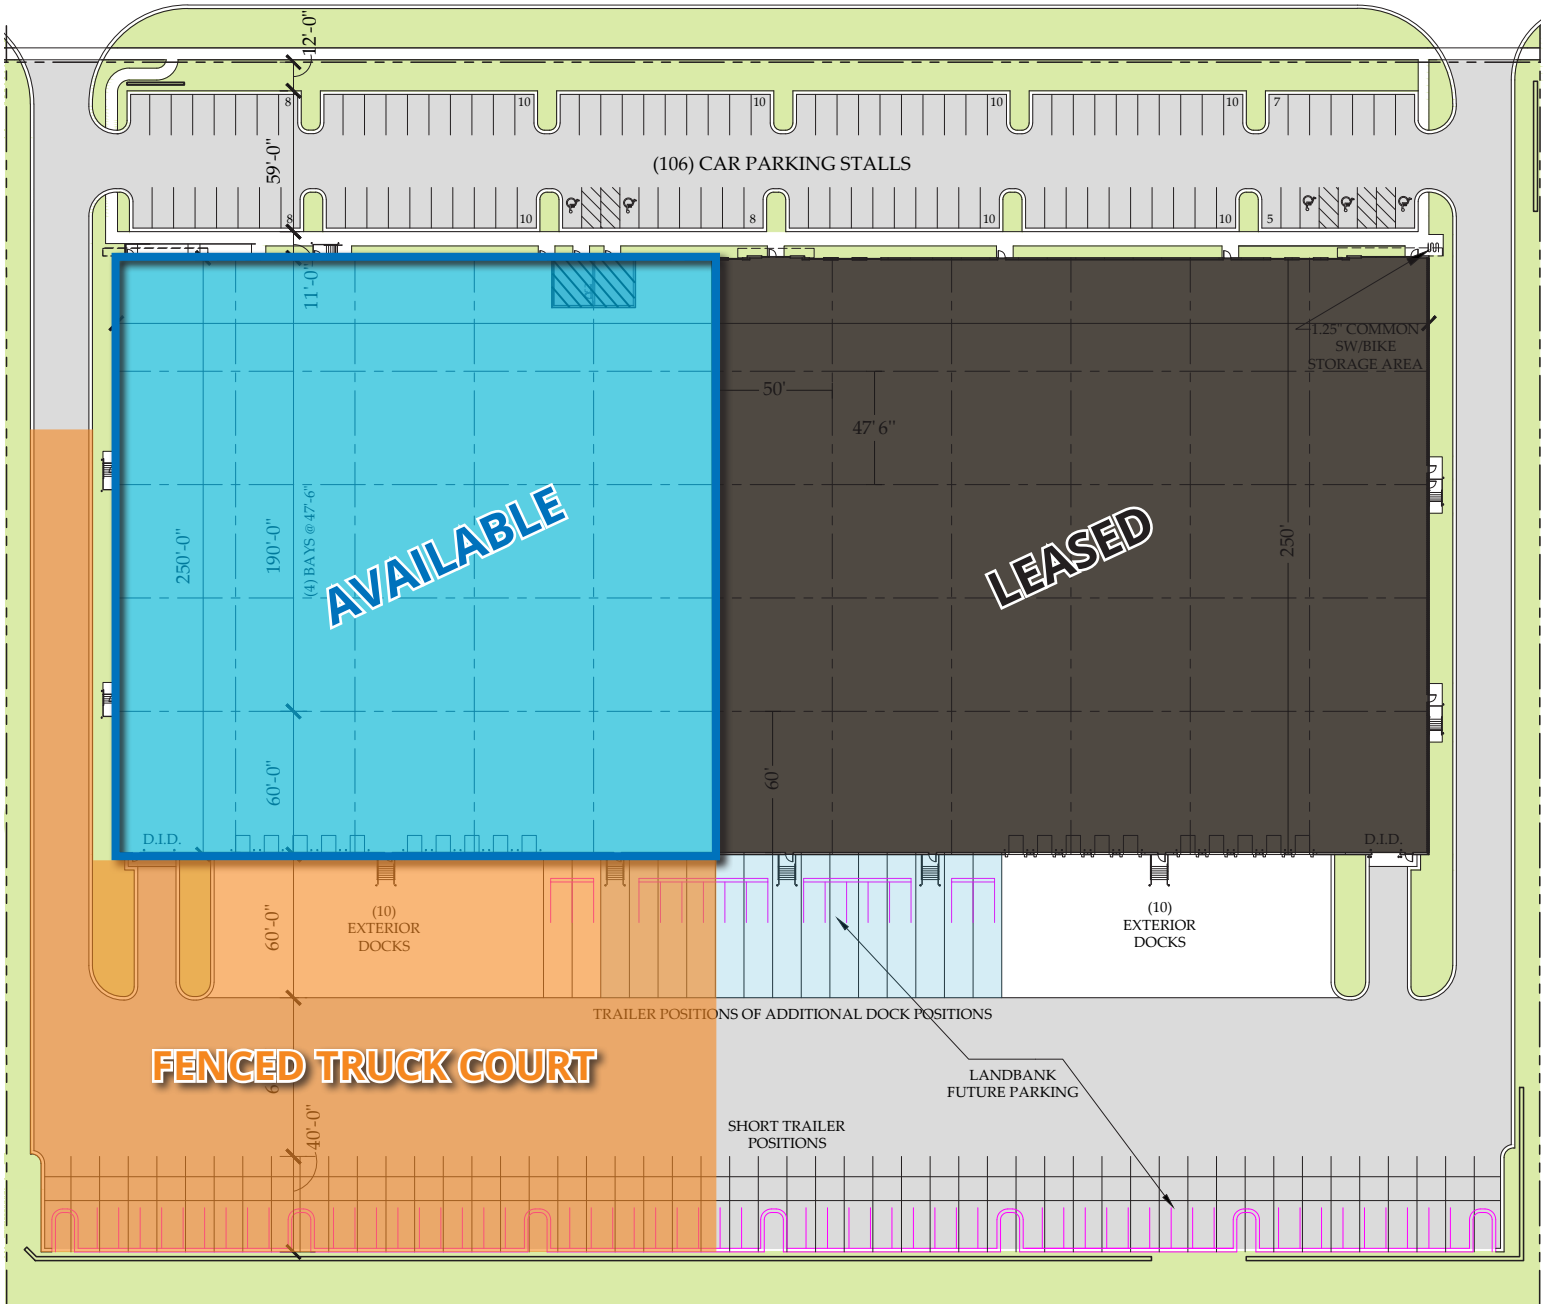 12'-0"
8
10
10
10
10
7
59'-0"
(106) CAR PARKING STALLS
8
10
8
10
10
5
11'-0"
1.25" COMMON
SW/BIKE
STORAGE AREA
50'
47' 6"
250'-0"
190'-0"
(4) BAYS @ 47'-6"
AVAILABLE
LEASED
250'
60'-0"
60'
D.I.D.
D.I.D.
60'-0"
(10)
EXTERIOR
DOCKS
(10)
EXTERIOR
DOCKS
TRAILER POSITIONS OF ADDITIONAL DOCK POSITIONS
FENCED TRUCK COURT
LANDBANK
FUTURE PARKING
40'-0"
SHORT TRAILER
POSITIONS